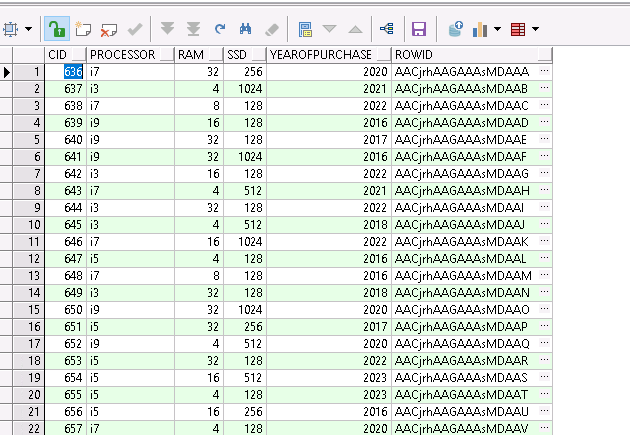 CID PROCESSOR RAM SSD YEAROFPURCHASE ROWID
1 636 i7 32 256 2020 AACjrhAAGAAAsMDAAA ...
2 637 i3 4 1024 2021 AACjrhAAGAAAsMDAAB ...
3 638 i7 8 128 2022 AACjrhAAGAAAsMDAAC ...
4 639 i9 16 128 2016 AACjrhAAGAAAsMDAAD ...
5 640 i9 32 128 2017 AACjrhAAGAAAsMDAAE ...
6 641 i9 32 1024 2016 AACjrhAAGAAAsMDAAF ...
7 642 i3 16 128 2022 AACjrhAAGAAAsMDAAG ...
8 643 i7 4 512 2021 AACjrhAAGAAAsMDAAH ...
9 644 i3 32 128 2022 AACjrhAAGAAAsMDAAI ...
10 645 i3 4 512 2018 AACjrhAAGAAAsMDAAJ ...
11 646 i7 16 1024 2022 AACjrhAAGAAAsMDAAK ...
12 647 i5 4 128 2016 AACjrhAAGAAAsMDAAL ...
13 648 i7 8 128 2016 AACjrhAAGAAAsMDAAM ...
14 649 i3 32 128 2018 AACjrhAAGAAAsMDAAN ...
15 650 i9 32 1024 2020 AACjrhAAGAAAsMDAAO ...
16 651 i5 32 256 2017 AACjrhAAGAAAsMDAAP ...
17 652 i9 4 512 2020 AACjrhAAGAAAsMDAAQ ...
18 653 i5 32 128 2022 AACjrhAAGAAAsMDAAR ...
19 654 i5 16 512 2023 AACjrhAAGAAAsMDAAS ...
20 655 i5 4 128 2023 AACjrhAAGAAAsMDAAT ...
21 656 i5 16 256 2016 AACjrhAAGAAAsMDAAU ...
22 657 i7 4 128 2020 AACjrhAAGAAAsMDAAV ...